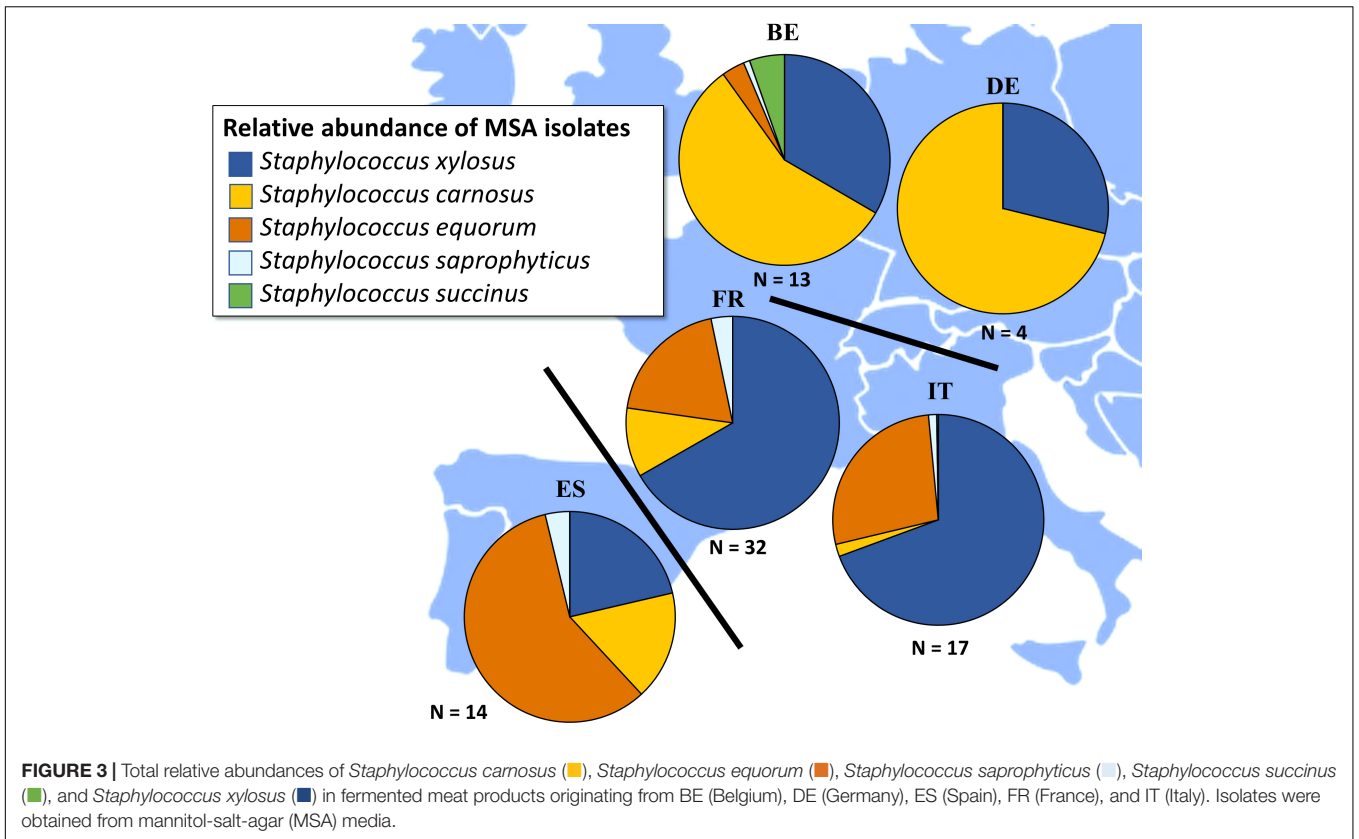 BE
DE
Relative abundance of MSA isolates
Staphylococcus xylosus
Staphylococcus carnosus
Staphylococcus equorum
Staphylococcus saprophyticus
Staphylococcus succinus
N = 13
FR
N = 4
IT
ES
N = 32
N = 17
N = 14
FIGURE 3 | Total relative abundances of Staphylococcus carnosus (■), Staphylococcus equorum (■), Staphylococcus saprophyticus (■), Staphylococcus succinus
(■), and Staphylococcus xylosus (■) in fermented meat products originating from BE (Belgium), DE (Germany), ES (Spain), FR (France), and IT (Italy). Isolates were
obtained from mannitol-salt-agar (MSA) media.